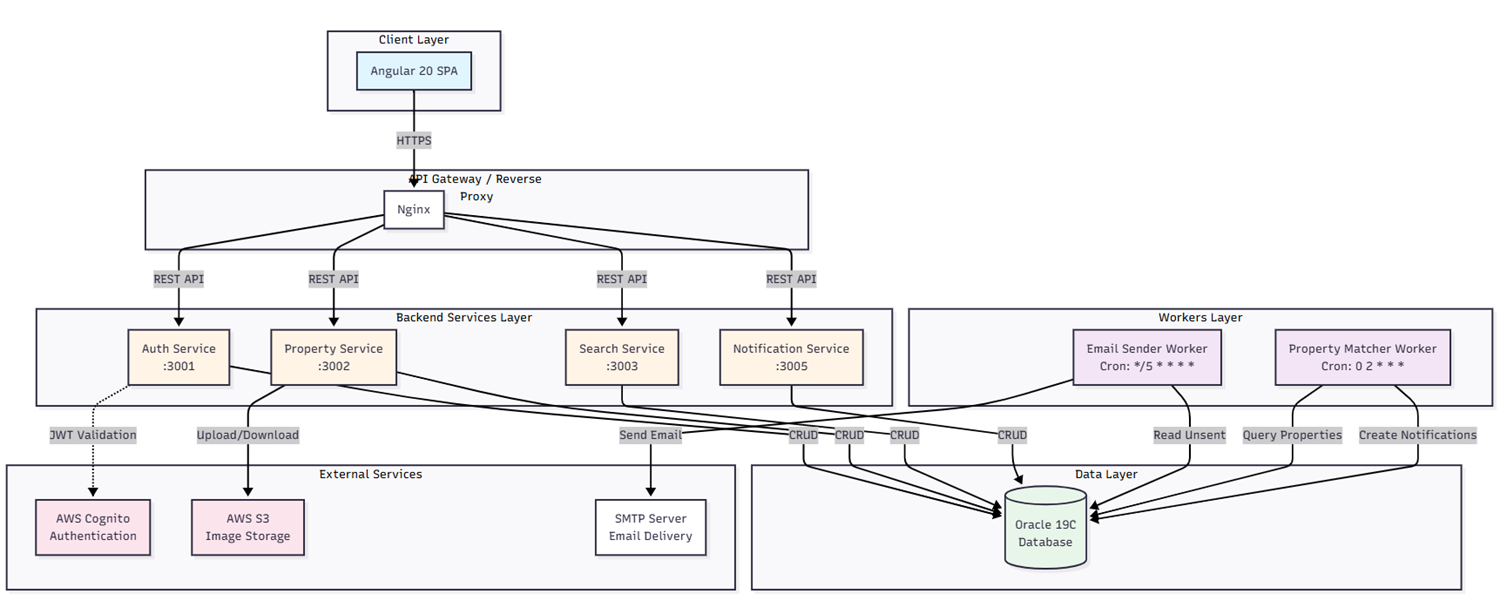 Client Layer
Angular 20 SPA
HTTPS
API Gateway / Reverse
Proxy
Nginx
REST API
REST API
REST API
REST API
Backend Services Layer
Workers Layer
Auth Service
:3001
Property Service
:3002
Search Service
:3003
Notification Service
:3005
Email Sender Worker
Cron: */5 * * * *
Property Matcher Worker
Cron: 0 2 * * *
JWT Validation
Upload/Download
Send Email
CRUD
CRUD
CRUD
CRUD
Read Unsent
Query Properties
Create Notifications
External Services
Data Layer
AWS Cognito
Authentication
AWS S3
Image Storage
SMTP Server
Email Delivery
Oracle 19C
Database